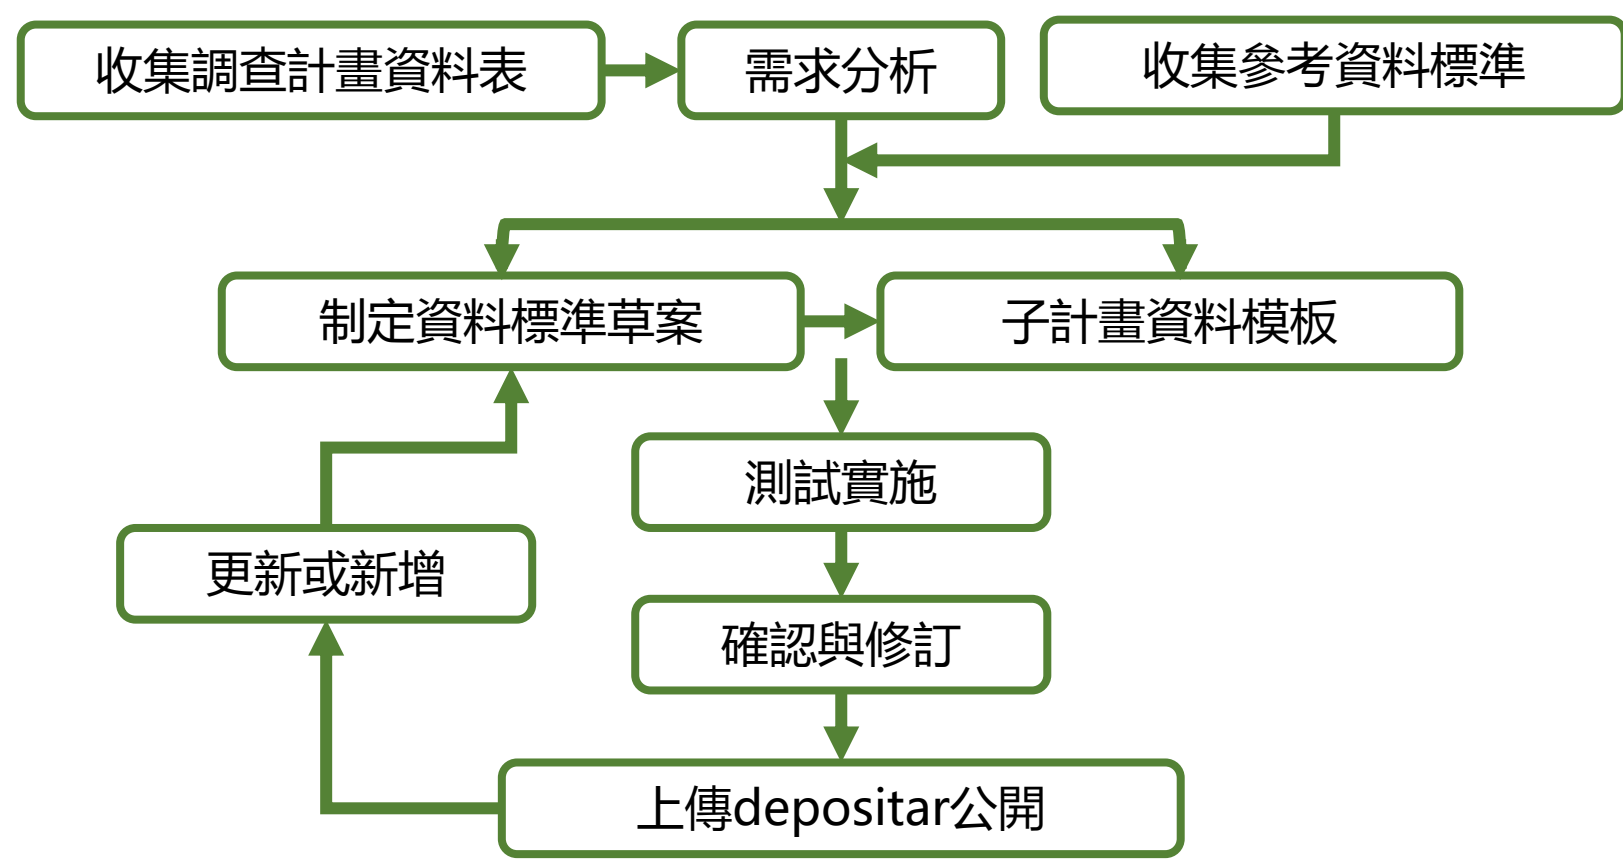 收集調查計畫資料表
需求分析
收集參考資料標準
制定資料標準草案
子計畫資料模板
測試實施
更新或新增
確認與修訂
上傳depositar公開